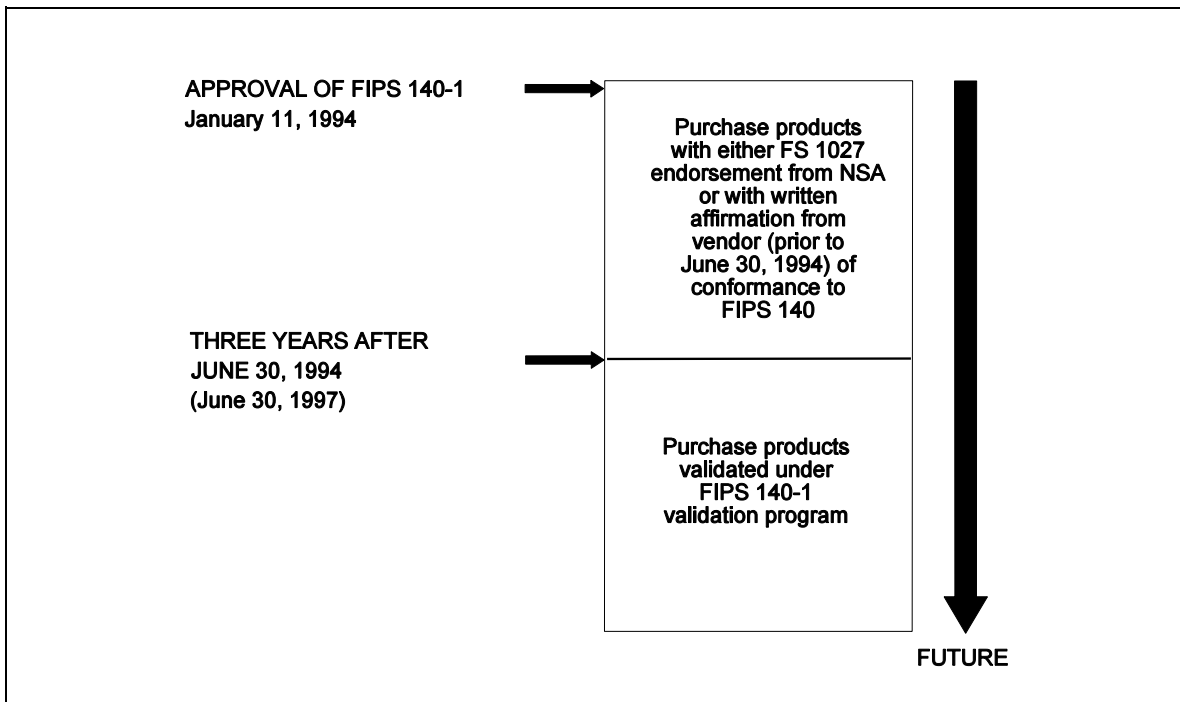 APPROVAL OF FIPS 140-1
January 11, 1994
Purchase products
with either FS 1027
endorsement from NSA
or with written
affirmation from
vendor (prior to
June 30, 1994) of
conformance to
FIPS 140
THREE YEARS AFTER
JUNE 30, 1994
(June 30, 1997)
Purchase products
validated under
FIPS 140-1
validation program
FUTURE